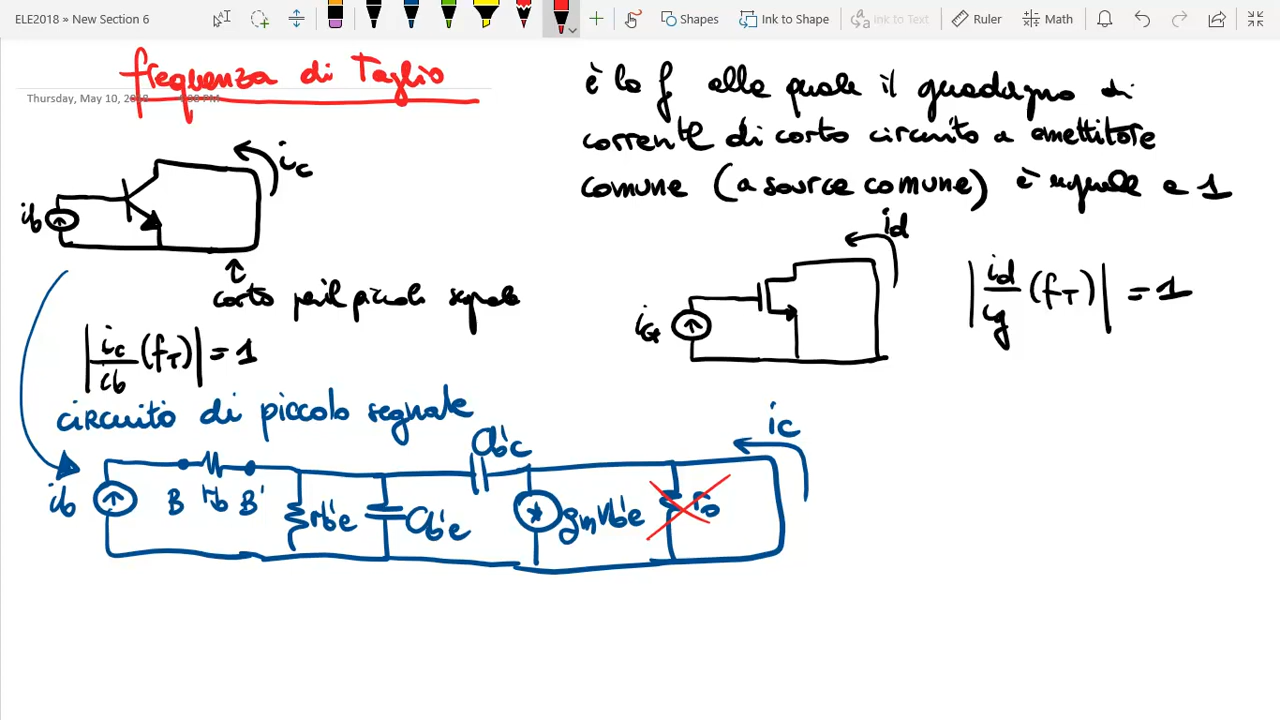 ELE2018 » New Section 6
Shapes
Ink to Shape
Ink to Text
Ruler
Math
frequenza di Taglio
Thursday, May 10, 2018
PM
è la f alla quale il guadagno di
corrente di corto circuito a emettitore
comune (a source comune) è uguale a 1
ic
ib
corto per il piccolo segnale
|ic/ib (fT)| = 1
id
iG
|id/ig (fT)| = 1
circuito di piccolo segnale
ib
B
rb
B'
rb'e
Cb'e
Cb'c
gmVb'e
ro
ic